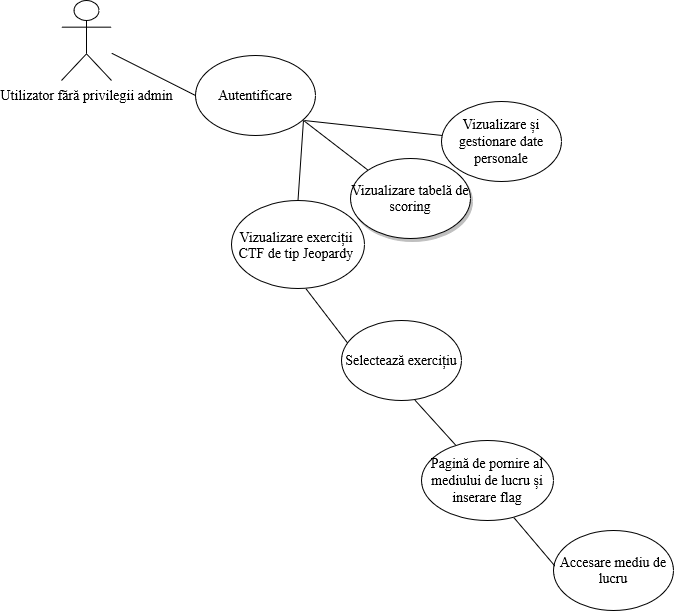 Utilizator fără privilegii admin
Autentificare
Vizualizare și
gestionare date
personale
Vizualizare tabelă de
scoring
Vizualizare exerciții
CTF de tip Jeopardy
Selectează exercițiu
Pagină de pornire al
mediului de lucru și
inserare flag
Accesare mediu de
lucru